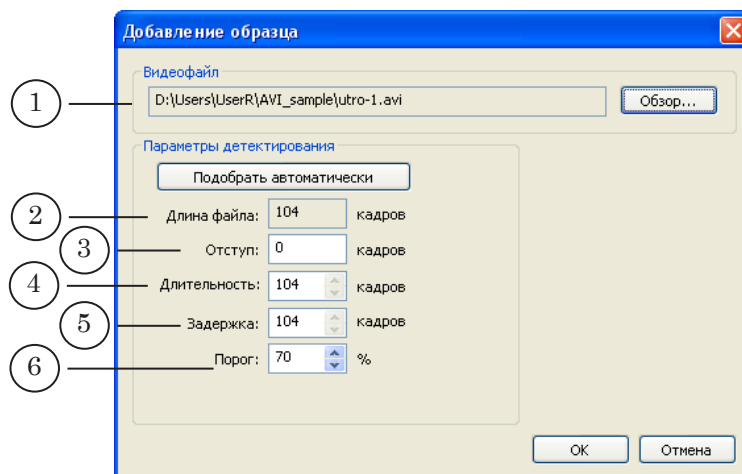 Добавление образца
Видеофайл
1 D:\Users\UserR\AVI_sample\utro-1.avi Обзор...
Параметры детектирования
Подобрать автоматически
2 Длина файла: 104 кадров
3 Отступ: 0 кадров
4 Длительность: 104 кадров
5 Задержка: 104 кадров
6 Порог: 70 %
OK Отмена